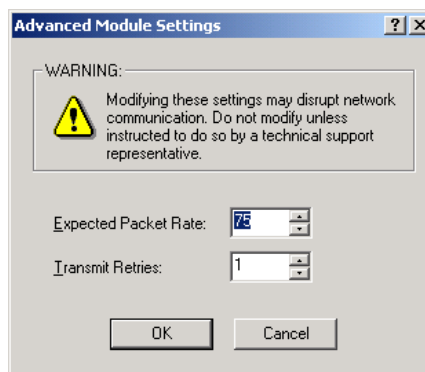 Advanced Module Settings
WARNING:
Modifying these settings may disrupt network
communication. Do not modify unless
instructed to do so by a technical support
representative.
Expected Packet Rate: 75
Transmit Retries: 1
OK Cancel